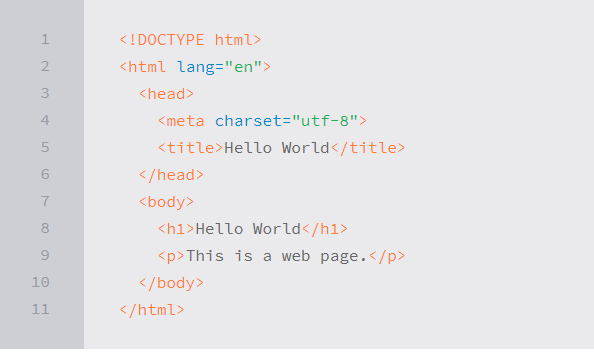 1 <!DOCTYPE html>
2 <html lang="en">
3   <head>
4     <meta charset="utf-8">
5     <title>Hello World</title>
6   </head>
7   <body>
8     <h1>Hello World</h1>
9     <p>This is a web page.</p>
10   </body>
11 </html>